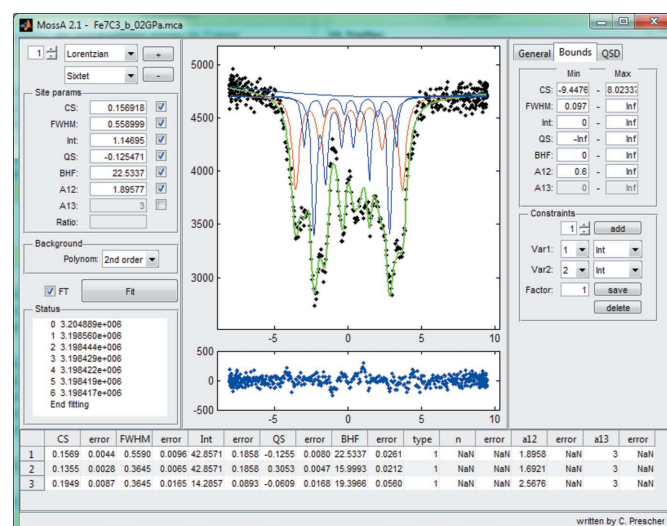 MossA 2.1 - Fe7C3_b_02GPa.mca
1 Lorentzian +
Sixtet -
Site params
CS: 0.156918
FWHM: 0.558999
Int: 1.14695
QS: -0.125471
BHF: 22.5337
A12: 1.89577
A13: 3
Ratio:
Background
Polynom: 2nd order
FT Fit
Status
0 3.204889e+006
1 3.198560e+006
2 3.198444e+006
3 3.198429e+006
4 3.198422e+006
5 3.198419e+006
6 3.198417e+006
End fitting
5000
4500
4000
3500
3000
-5 0 5 10
500
0
-500
-5 0 5 10
General Bounds QSD
Min Max
CS: -9.4476 - 8.02337
FWHM: 0.097 - Inf
Int: 0 - Inf
QS: -Inf - Inf
BHF: 0 - Inf
A12: 0.6 - Inf
A13: 0 - Inf
Constraints
1 add
Var1: 1 Int
Var2: 2 Int
Factor: 1 save
delete
CS error FWHM error Int error QS error BHF error type n error a12 error a13 error
1 0.1569 0.0044 0.5590 0.0096 42.8571 0.1858 -0.1255 0.0080 22.5337 0.0261 1 NaN NaN 1.8958 NaN 3 NaN
2 0.1355 0.0028 0.3645 0.0065 42.8571 0.1858 0.3053 0.0047 15.9993 0.0212 1 NaN NaN 1.6921 NaN 3 NaN
3 0.1949 0.0087 0.3645 0.0165 14.2857 0.0893 -0.0609 0.0168 19.3966 0.0560 1 NaN NaN 2.5676 NaN 3 NaN
written by C. Prescher